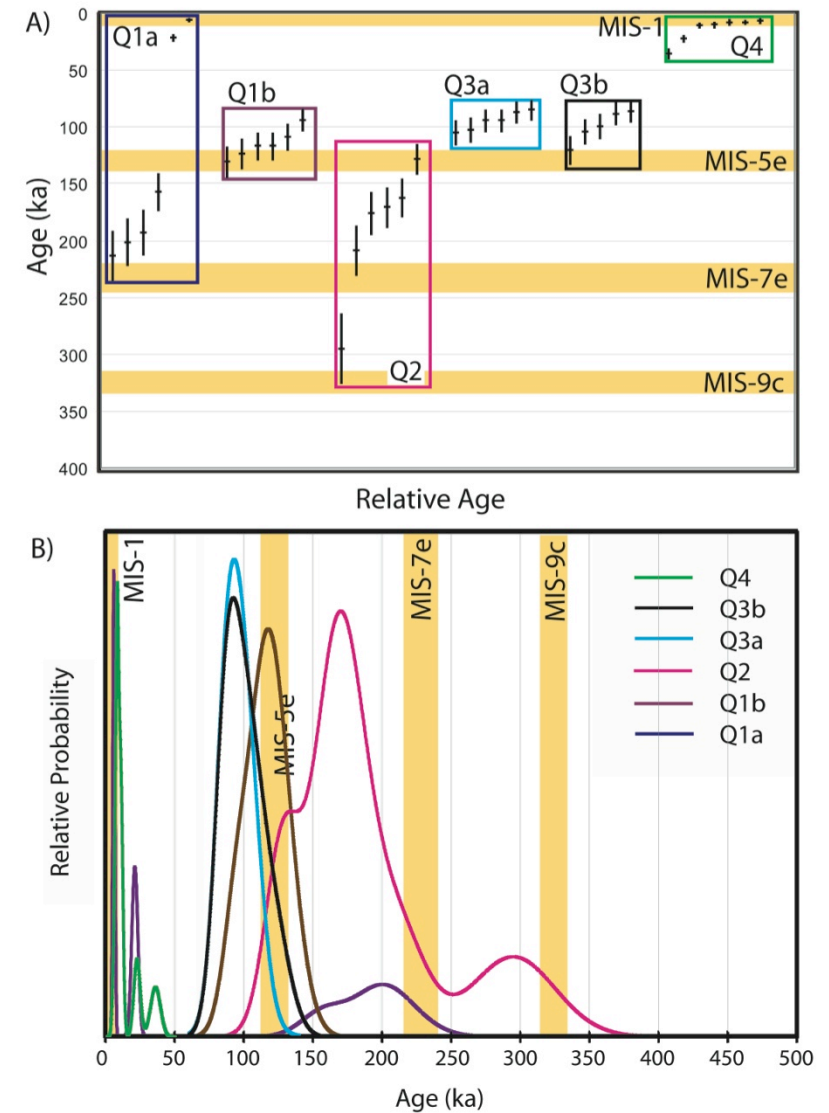 A)
0
50
100
150
200
250
300
350
400
Age (ka)
Q1a
Q1b
Q2
Q3a
Q3b
MIS-1
Q4
MIS-5e
MIS-7e
MIS-9c
Relative Age
B)
Relative Probability
MIS-1
MIS-5e
MIS-7e
MIS-9c
Q4
Q3b
Q3a
Q2
Q1b
Q1a
0 50 100 150 200 250 300 350 400 450 500
Age (ka)